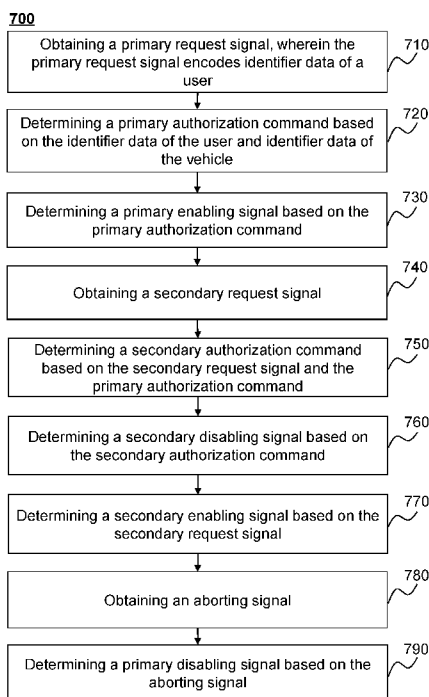 700
Obtaining a primary request signal, wherein the
primary request signal encodes identifier data of a
user
710
Determining a primary authorization command based
on the identifier data of the user and identifier data of
the vehicle
720
Determining a primary enabling signal based on the
primary authorization command
730
Obtaining a secondary request signal
740
Determining a secondary authorization command
based on the secondary request signal and the
primary authorization command
750
Determining a secondary disabling signal based on
the secondary authorization command
760
Determining a secondary enabling signal based on the
secondary request signal
770
Obtaining an aborting signal
780
Determining a primary disabling signal based on the
aborting signal
790